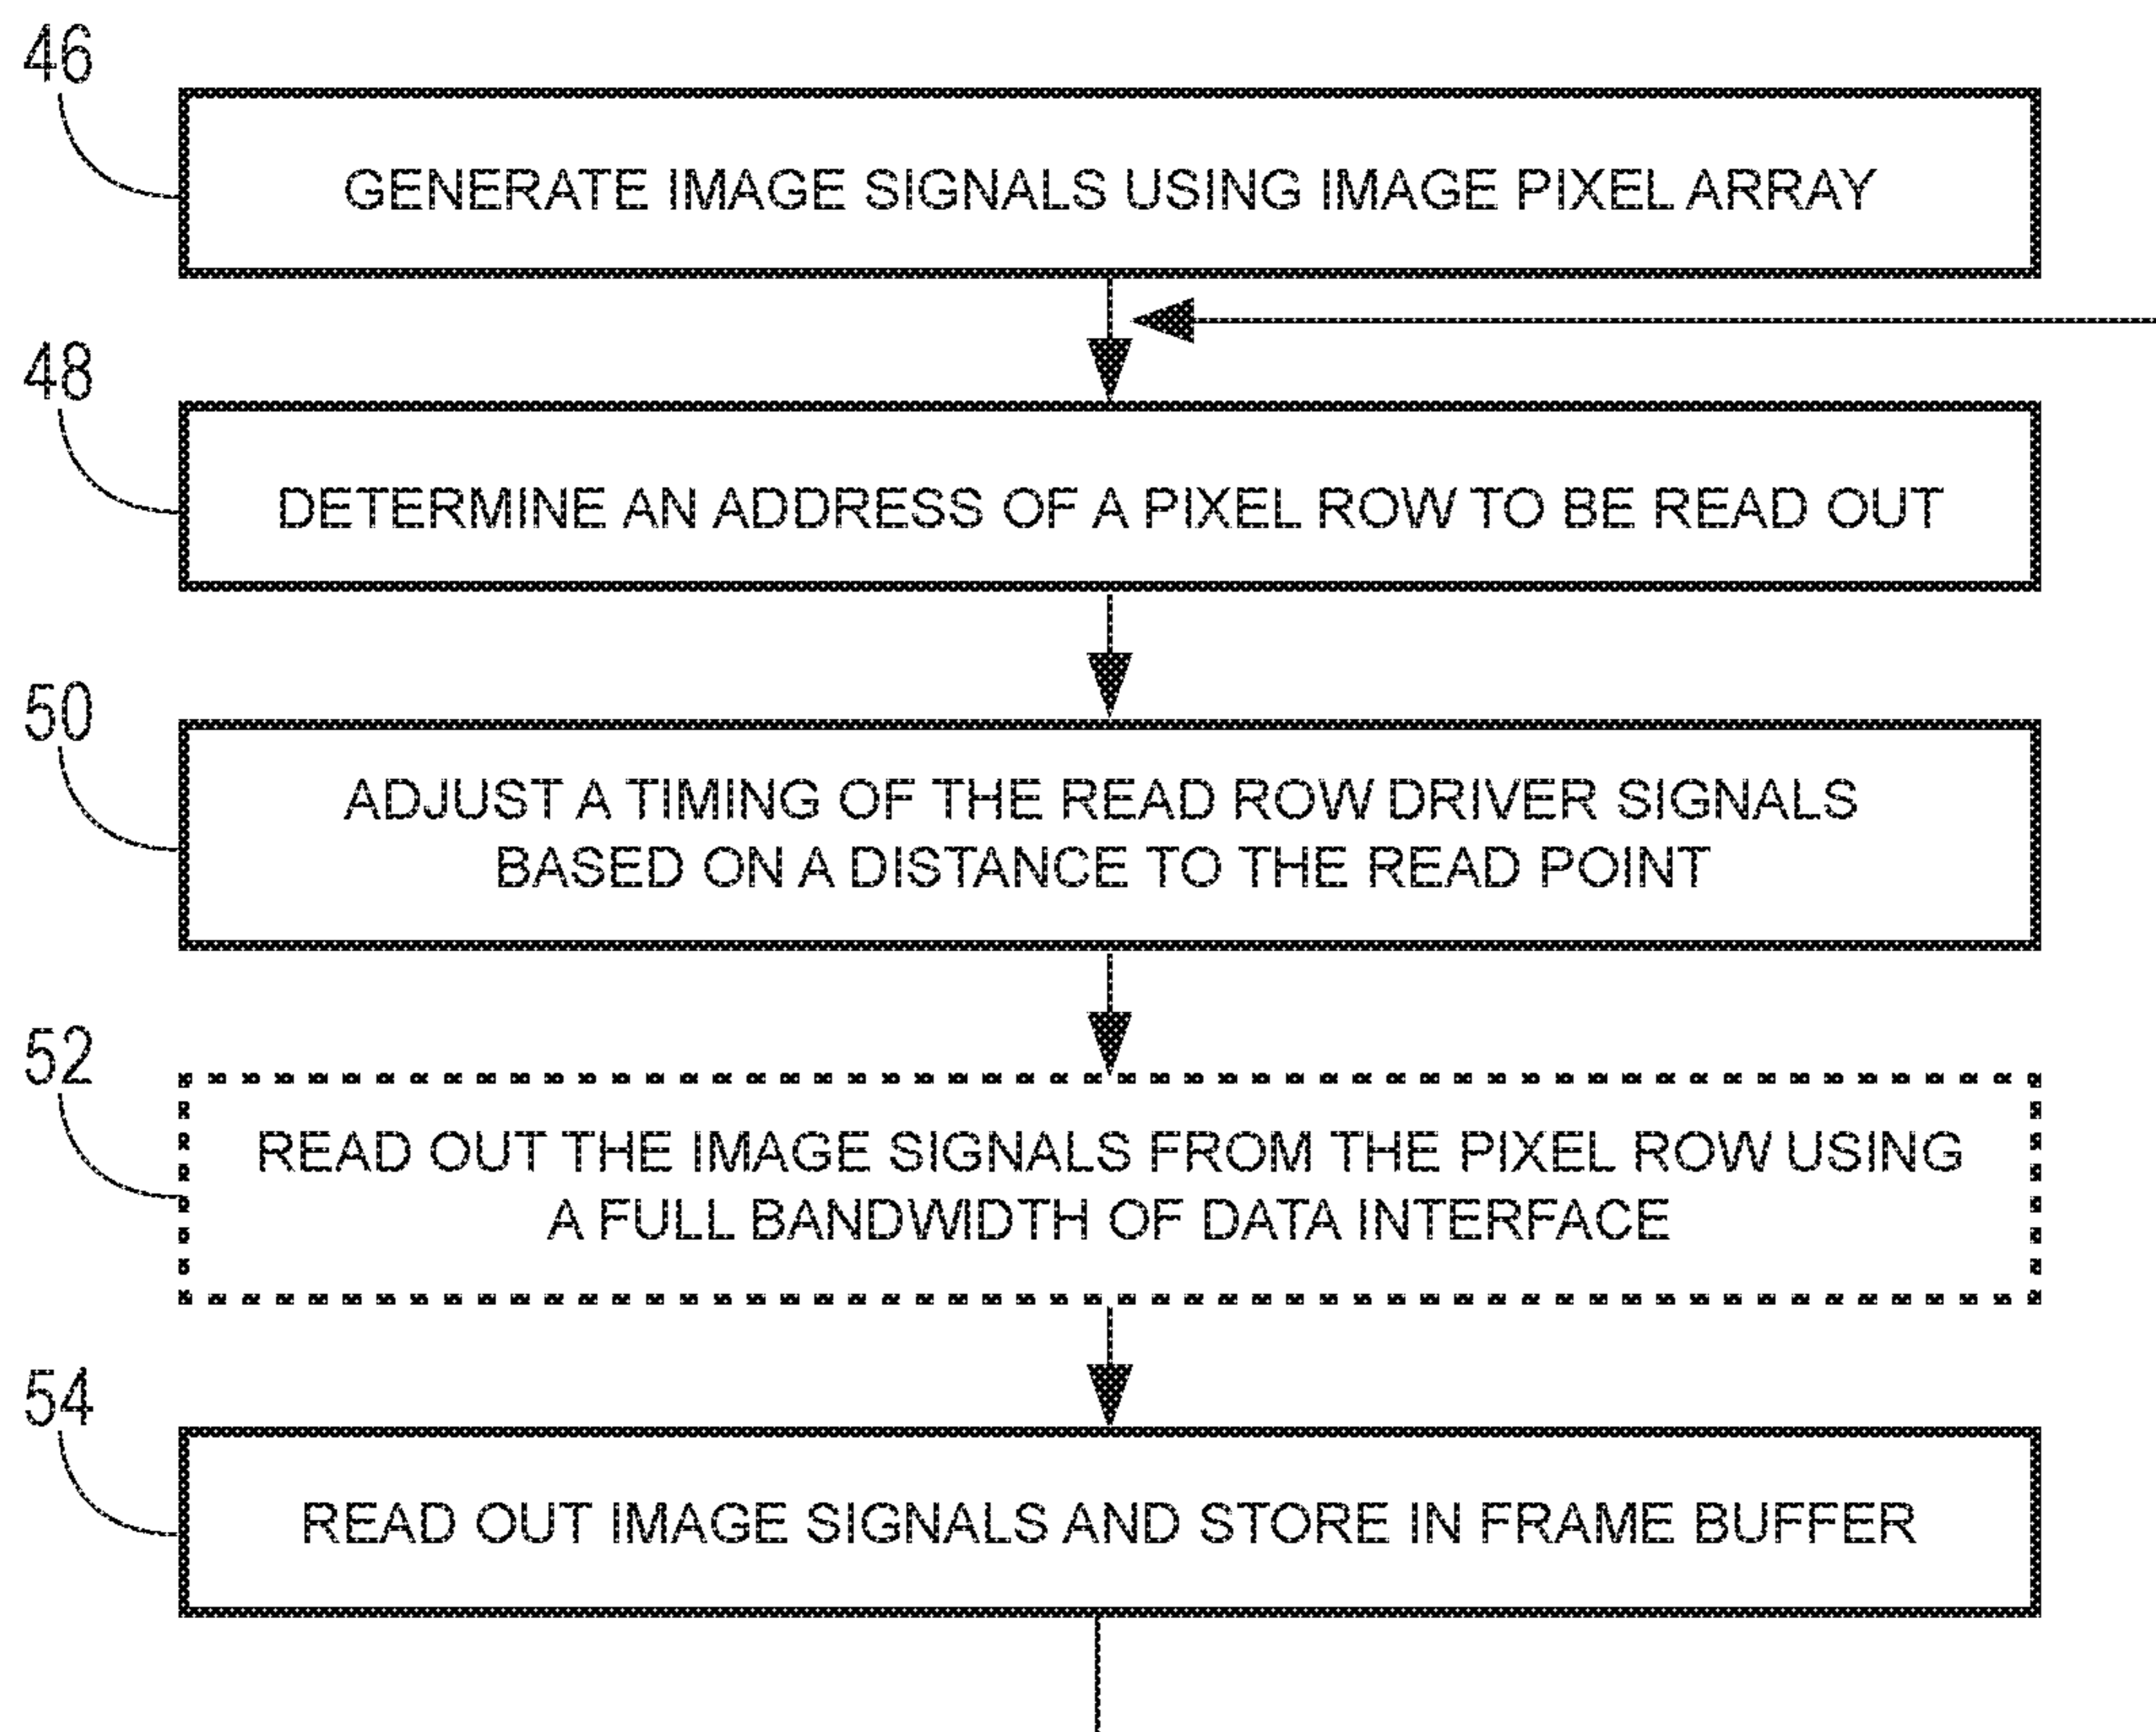 46
GENERATE IMAGE SIGNALS USING IMAGE PIXEL ARRAY
48
DETERMINE AN ADDRESS OF A PIXEL ROW TO BE READ OUT
50
ADJUST A TIMING OF THE READ ROW DRIVER SIGNALS
BASED ON A DISTANCE TO THE READ POINT
52
READ OUT THE IMAGE SIGNALS FROM THE PIXEL ROW USING
A FULL BANDWIDTH OF DATA INTERFACE
54
READ OUT IMAGE SIGNALS AND STORE IN FRAME BUFFER